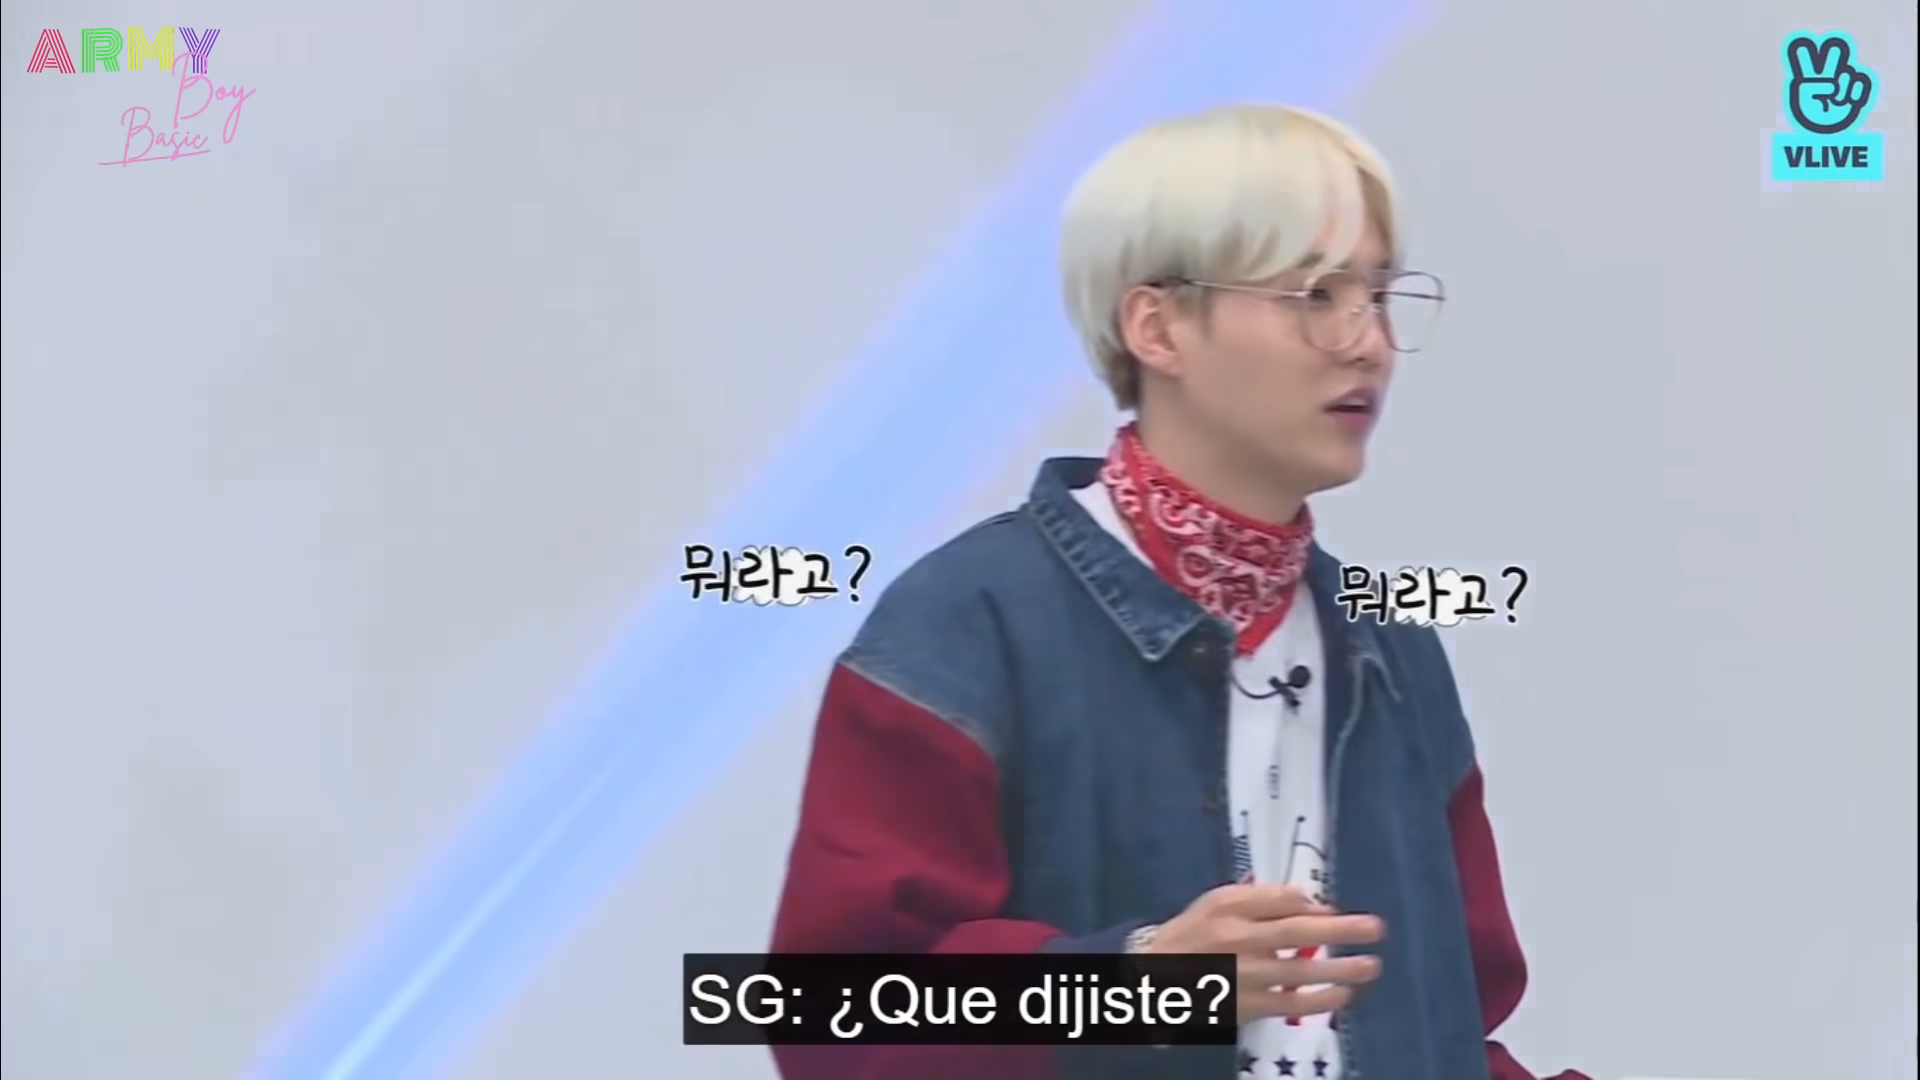 ARMY
Boy
Basic
VLIVE
뭐라고?
뭐라고?
SG: ¿Que dijiste?